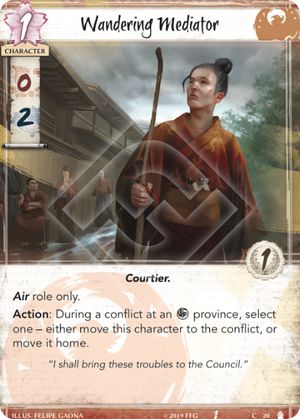 1
Wandering Mediator
CHARACTER
0
2
1
Courtier.
Air role only.
Action: During a conflict at an province, select
one – either move this character to the conflict, or
move it home.
“I shall bring these troubles to the Council.”
ILLUS: FELIPE GAONA ©2019 FFG C 20